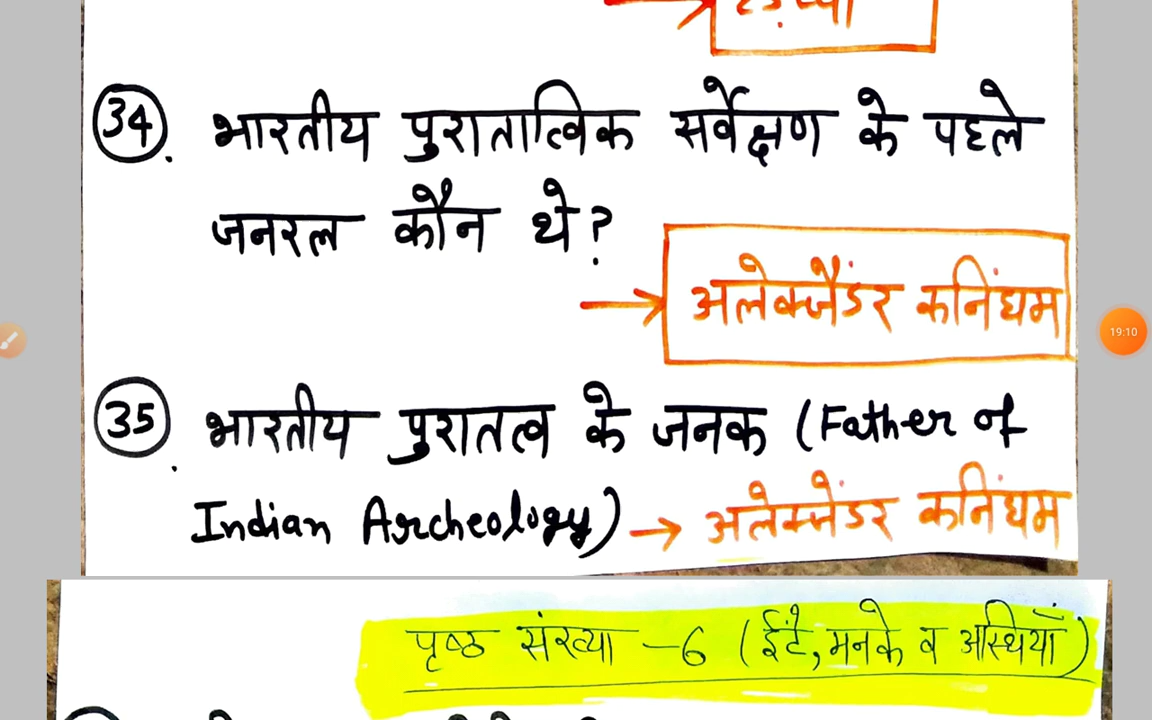 34. भारतीय पुरातात्विक सर्वेक्षण के पहले
जनरल कौन थे?
→ अलेक्जैंडर कनिंघम
35. भारतीय पुरातत्व के जनक (Father of
Indian Archeology) → अलेक्जेंडर कनिंघम
19:10
पृष्ठ संख्या -6 (ईंटें, मनके व अस्थियाँ)